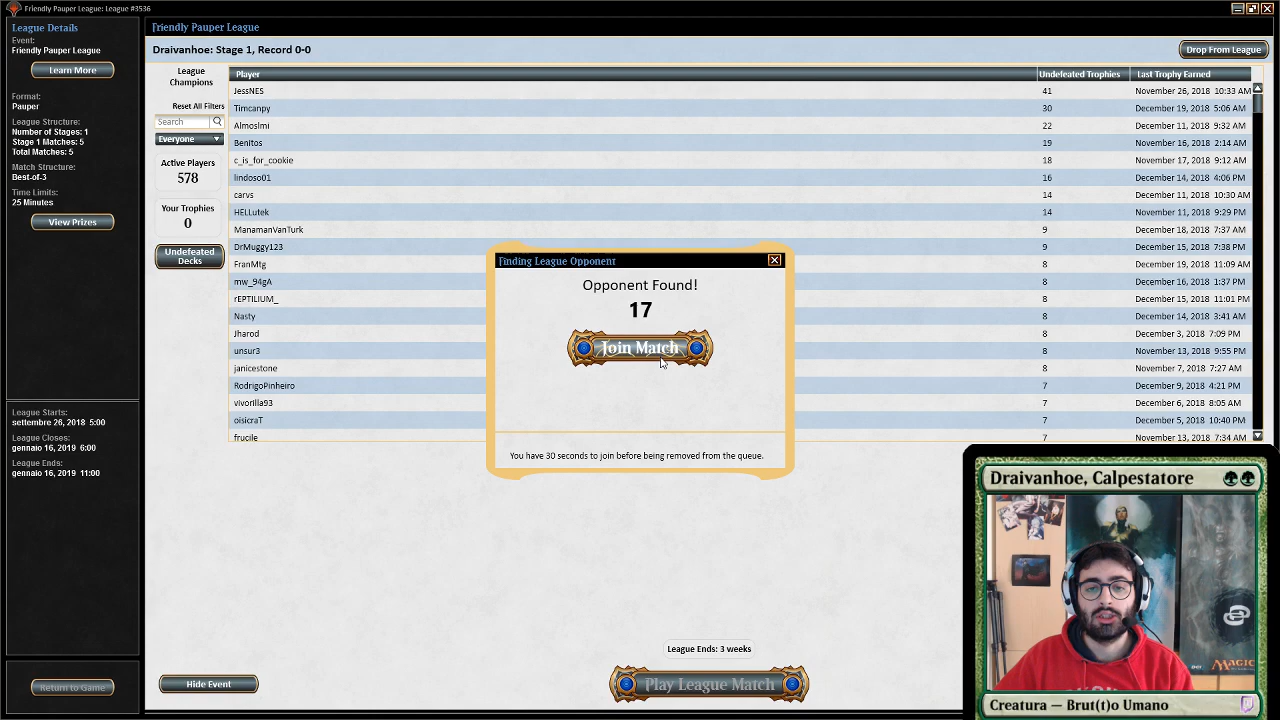 Friendly Pauper League: League #3536
League Details
Event:
Friendly Pauper League
Learn More
Format:
Pauper
League Structure:
Number of Stages: 1
Stage 1 Matches: 5
Total Matches: 5
Match Structure:
Best-of-3
Time Limits:
25 Minutes
View Prizes
League Starts:
settembre 26, 2018 5:00
League Closes:
gennaio 16, 2019 6:00
League Ends:
gennaio 16, 2019 11:00
Return to Game
Friendly Pauper League
Draivanhoe: Stage 1, Record 0-0
Drop From League
League
Champions
Reset All Filters
Search
Everyone
Active Players
578
Your Trophies
0
Undefeated
Decks
Player Undefeated Trophies Last Trophy Earned
JessNES 41 November 26, 2018 10:33 AM
Timcanpy 30 December 19, 2018 5:06 AM
AlmosImi 22 December 11, 2018 9:32 AM
Benitos 19 November 16, 2018 2:14 AM
c_is_for_cookie 18 November 17, 2018 9:12 AM
lindoso01 16 December 14, 2018 4:06 PM
carvs 14 December 11, 2018 10:30 AM
HELLutek 14 November 11, 2018 9:29 PM
ManamanVanTurk 9 December 18, 2018 7:37 AM
DrMuggy123 9 December 15, 2018 7:38 PM
FranMtg 8 December 19, 2018 11:09 AM
mw_94gA 8 December 16, 2018 1:37 PM
rEPTILIUM_ 8 December 15, 2018 11:01 PM
Nasty 8 December 14, 2018 3:41 AM
Jharod 8 December 3, 2018 7:09 PM
unsur3 8 November 13, 2018 9:55 PM
janicestone 8 November 7, 2018 7:27 AM
RodrigoPinheiro 7 December 9, 2018 4:21 PM
vivorilla93 7 December 6, 2018 8:05 AM
oisicraT 7 December 5, 2018 10:40 PM
frucile 7 November 13, 2018 7:34 AM
Finding League Opponent
Opponent Found!
17
Join Match
You have 30 seconds to join before being removed from the queue.
League Ends: 3 weeks
Hide Event
Play League Match
Draivanhoe, Calpestatore
MAGIC
Creatura — Brut(t)o Umano